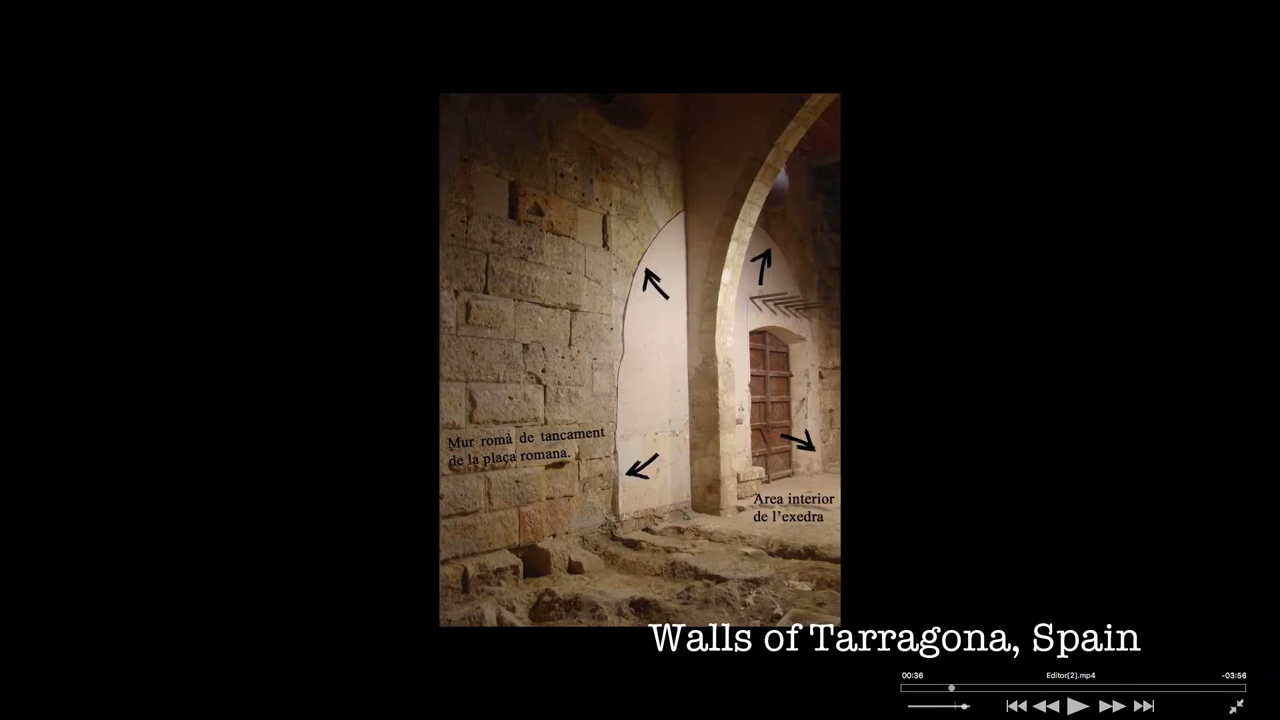 Mur romà de tancament
de la plaça romana.
Area interior
de l'exedra
Walls of Tarragona, Spain
00:36 Editor[2].mp4 -03:56